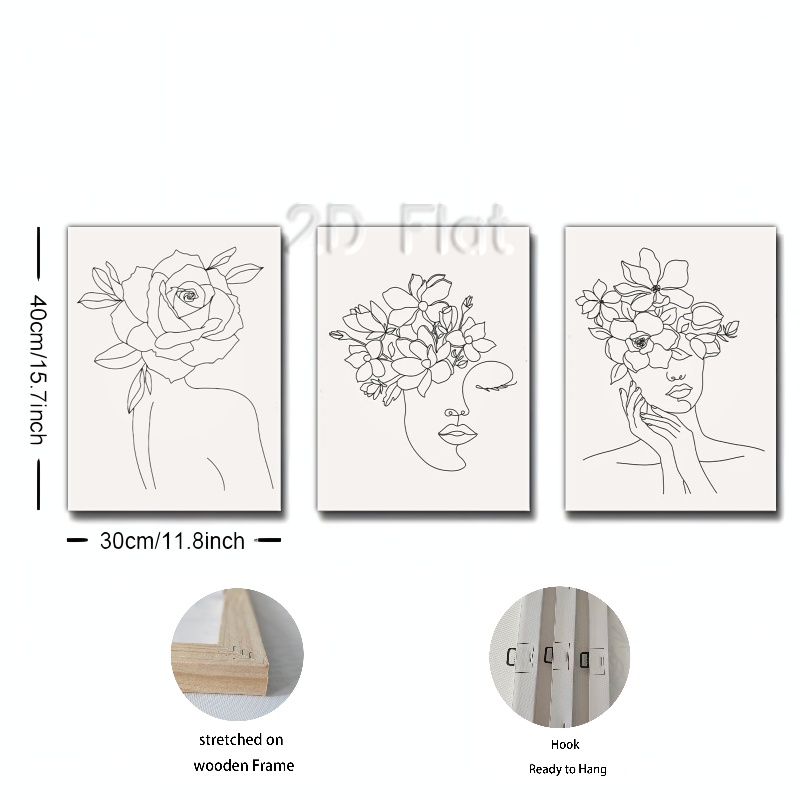 2D Flat
40cm/15.7inch
30cm/11.8inch
stretched on
wooden Frame
Hook
Ready to Hang